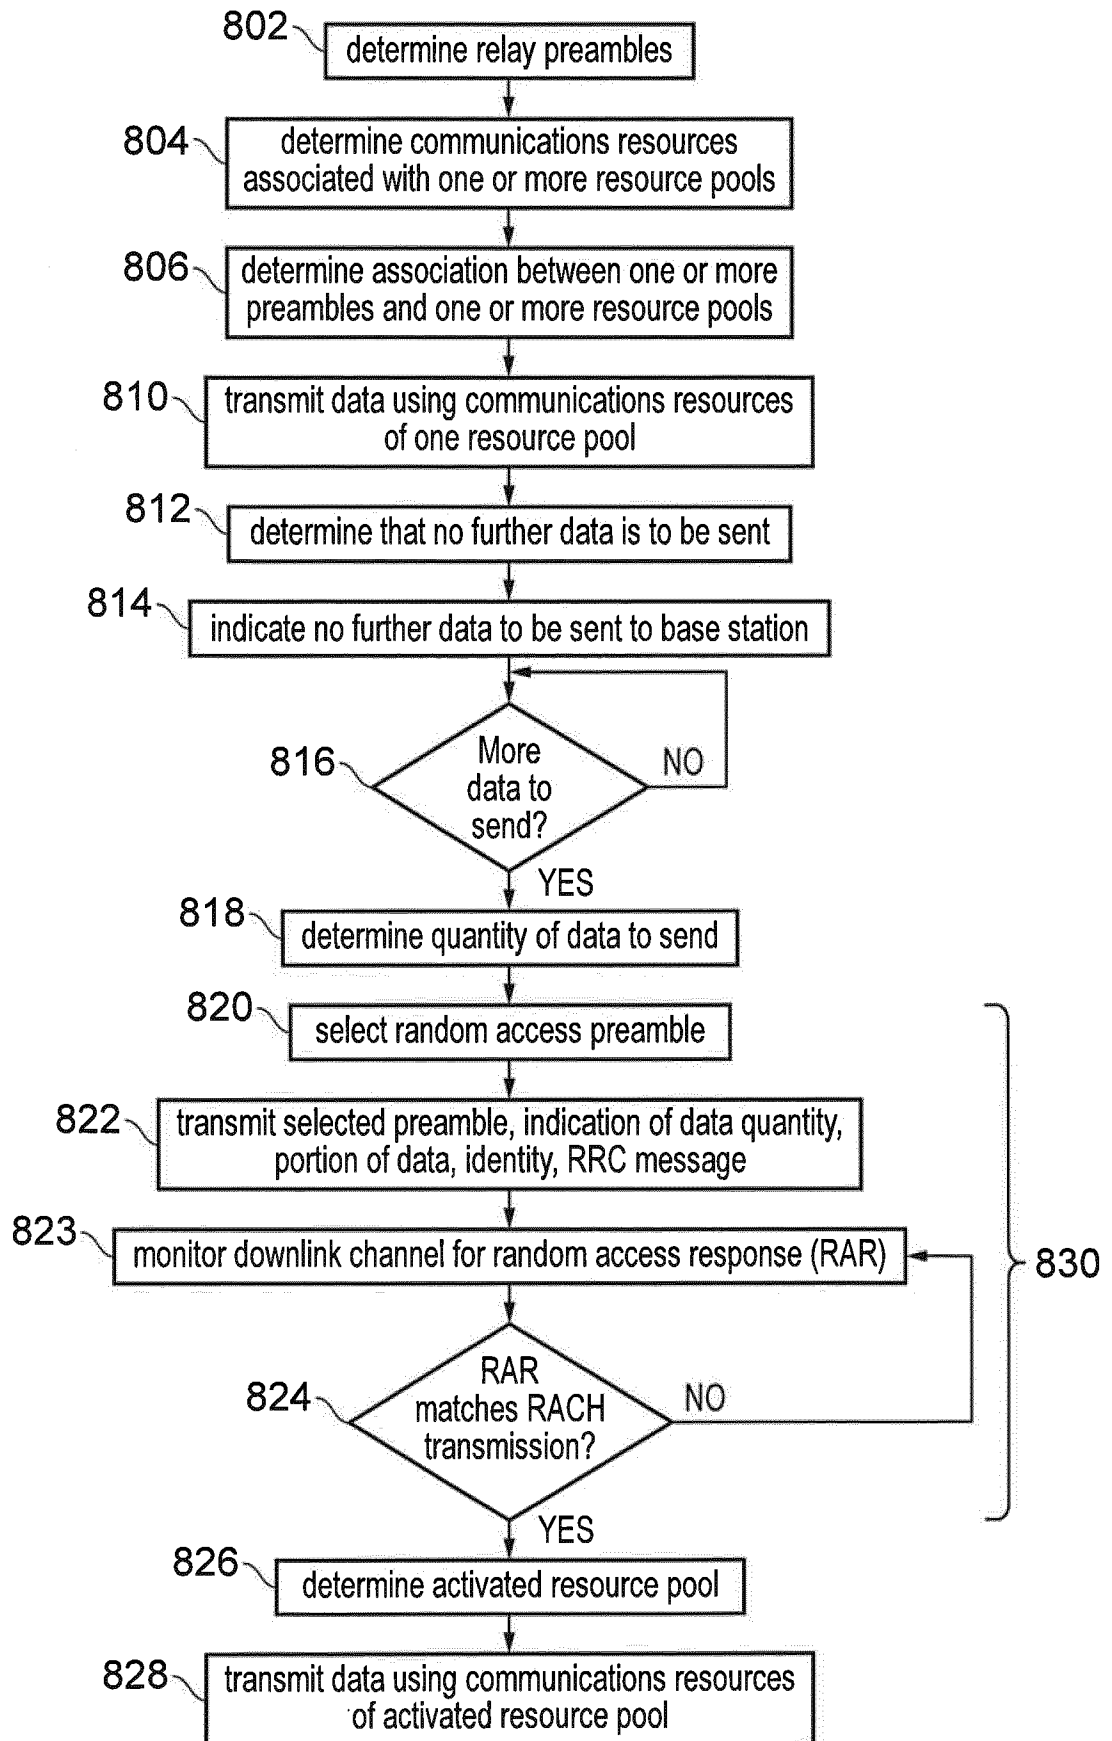 802
determine relay preambles
804
determine communications resources
associated with one or more resource pools
806
determine association between one or more
preambles and one or more resource pools
810
transmit data using communications resources
of one resource pool
812
determine that no further data is to be sent
814
indicate no further data to be sent to base station
816
More
data to
send?
NO
YES
818
determine quantity of data to send
820
select random access preamble
822
transmit selected preamble, indication of data quantity,
portion of data, identity, RRC message
823
monitor downlink channel for random access response (RAR)
830
824
RAR
matches RACH
transmission?
NO
YES
826
determine activated resource pool
828
transmit data using communications resources
of activated resource pool